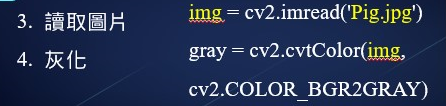 3. 讀取圖片
img = cv2.imread('Pig.jpg')
4. 灰化
gray = cv2.cvtColor(img,
cv2.COLOR_BGR2GRAY)